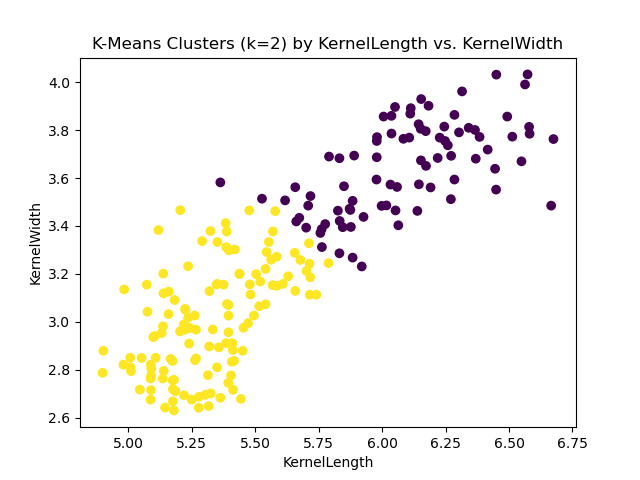 K-Means Clusters (k=2) by KernelLength vs. KernelWidth
4.0
3.8
3.6
3.4
3.2
3.0
2.8
2.6
KernelWidth
5.00 5.25 5.50 5.75 6.00 6.25 6.50 6.75
KernelLength